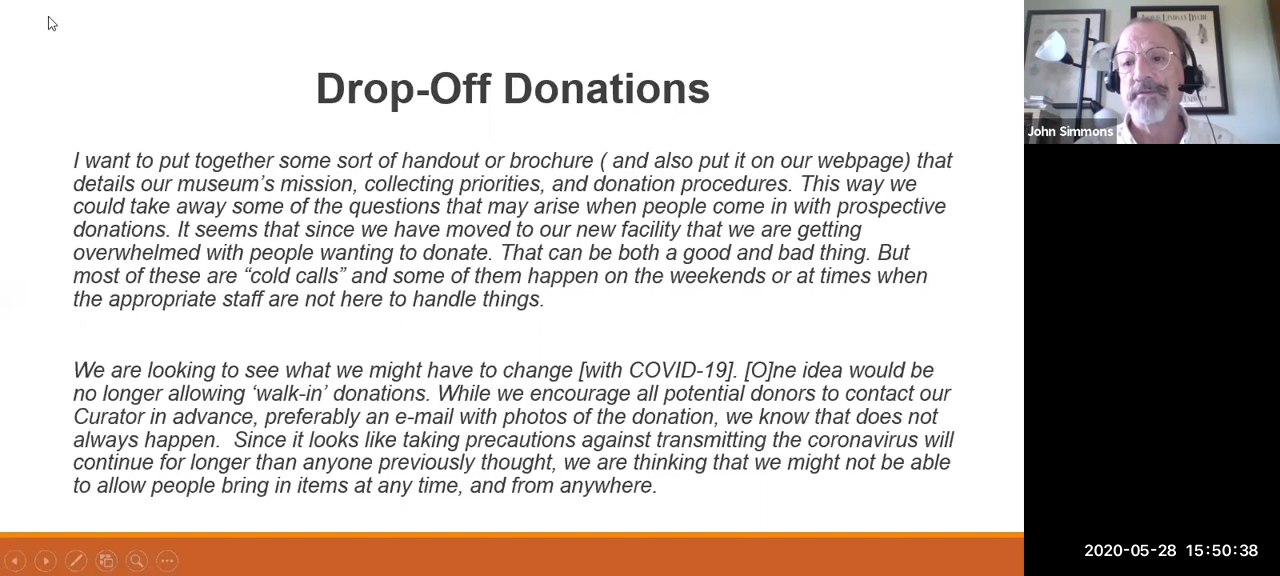 Drop-Off Donations
I want to put together some sort of handout or brochure ( and also put it on our webpage) that
details our museum's mission, collecting priorities, and donation procedures. This way we
could take away some of the questions that may arise when people come in with prospective
donations. It seems that since we have moved to our new facility that we are getting
overwhelmed with people wanting to donate. That can be both a good and bad thing. But
most of these are “cold calls” and some of them happen on the weekends or at times when
the appropriate staff are not here to handle things.
We are looking to see what we might have to change [with COVID-19]. [O]ne idea would be
no longer allowing ‘walk-in’ donations. While we encourage all potential donors to contact our
Curator in advance, preferably an e-mail with photos of the donation, we know that does not
always happen.  Since it looks like taking precautions against transmitting the coronavirus will
continue for longer than anyone previously thought, we are thinking that we might not be able
to allow people bring in items at any time, and from anywhere.
John Simmons
2020-05-28 15:50:38